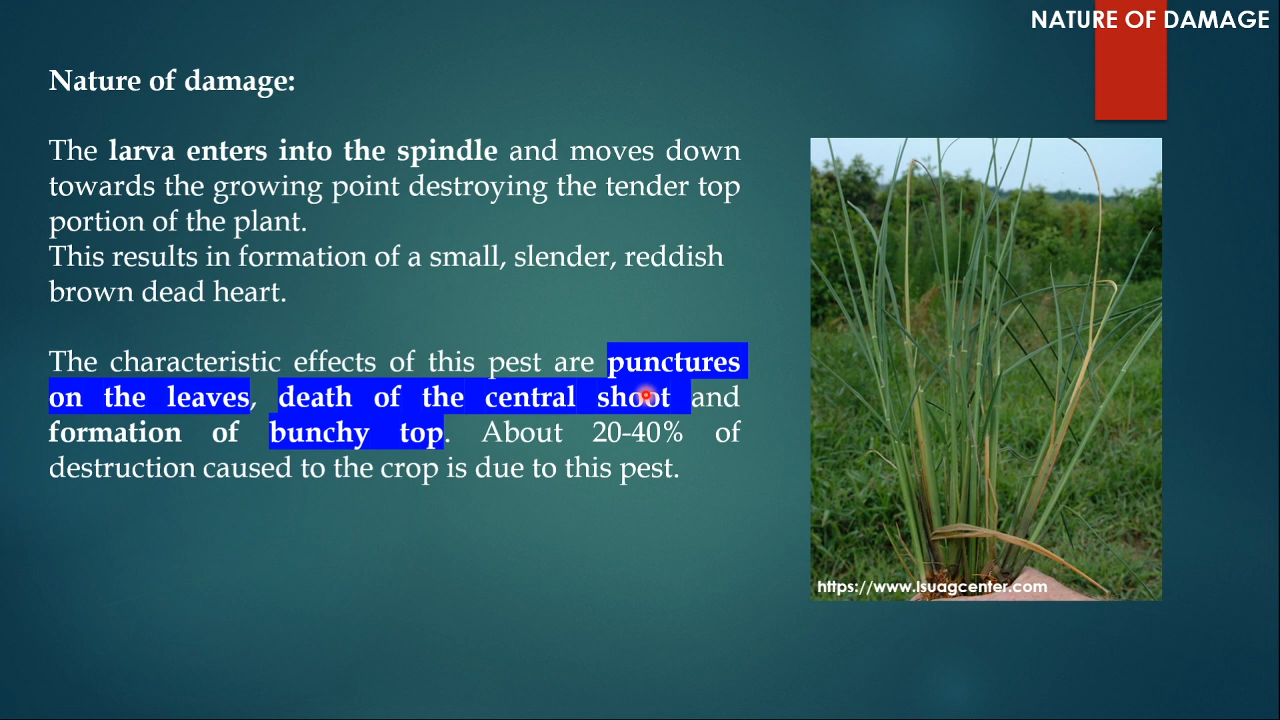 NATURE OF DAMAGE
Nature of damage:
The larva enters into the spindle and moves down
towards the growing point destroying the tender top
portion of the plant.
This results in formation of a small, slender, reddish
brown dead heart.
The characteristic effects of this pest are punctures
on the leaves, death of the central shoot and
formation of bunchy top. About 20-40% of
destruction caused to the crop is due to this pest.
https://www.lsuagcenter.com